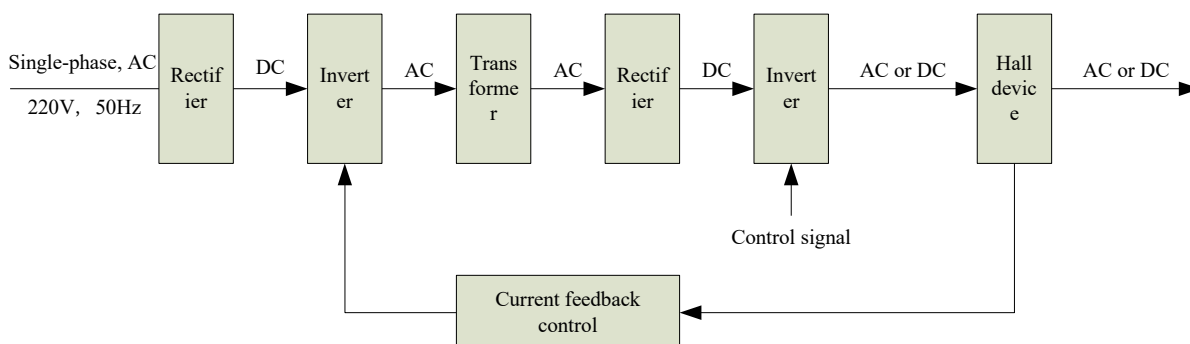 Single-phase, AC
220V, 50Hz
Rectif
ier
DC
Invert
er
AC
Trans
forme
r
AC
Rectif
ier
DC
Invert
er
AC or DC
Hall
devic
e
AC or DC
Control signal
Current feedback
control